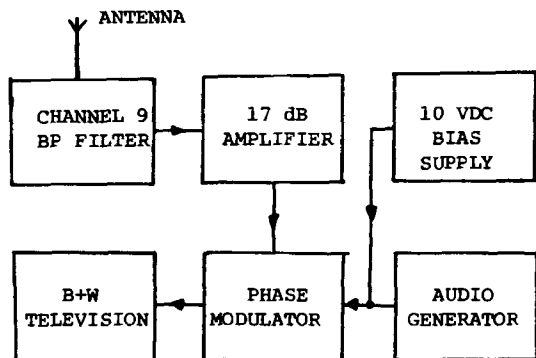 ANTENNA
CHANNEL 9
BP FILTER
17 dB
AMPLIFIER
10 VDC
BIAS
SUPPLY
B+W
TELEVISION
PHASE
MODULATOR
AUDIO
GENERATOR